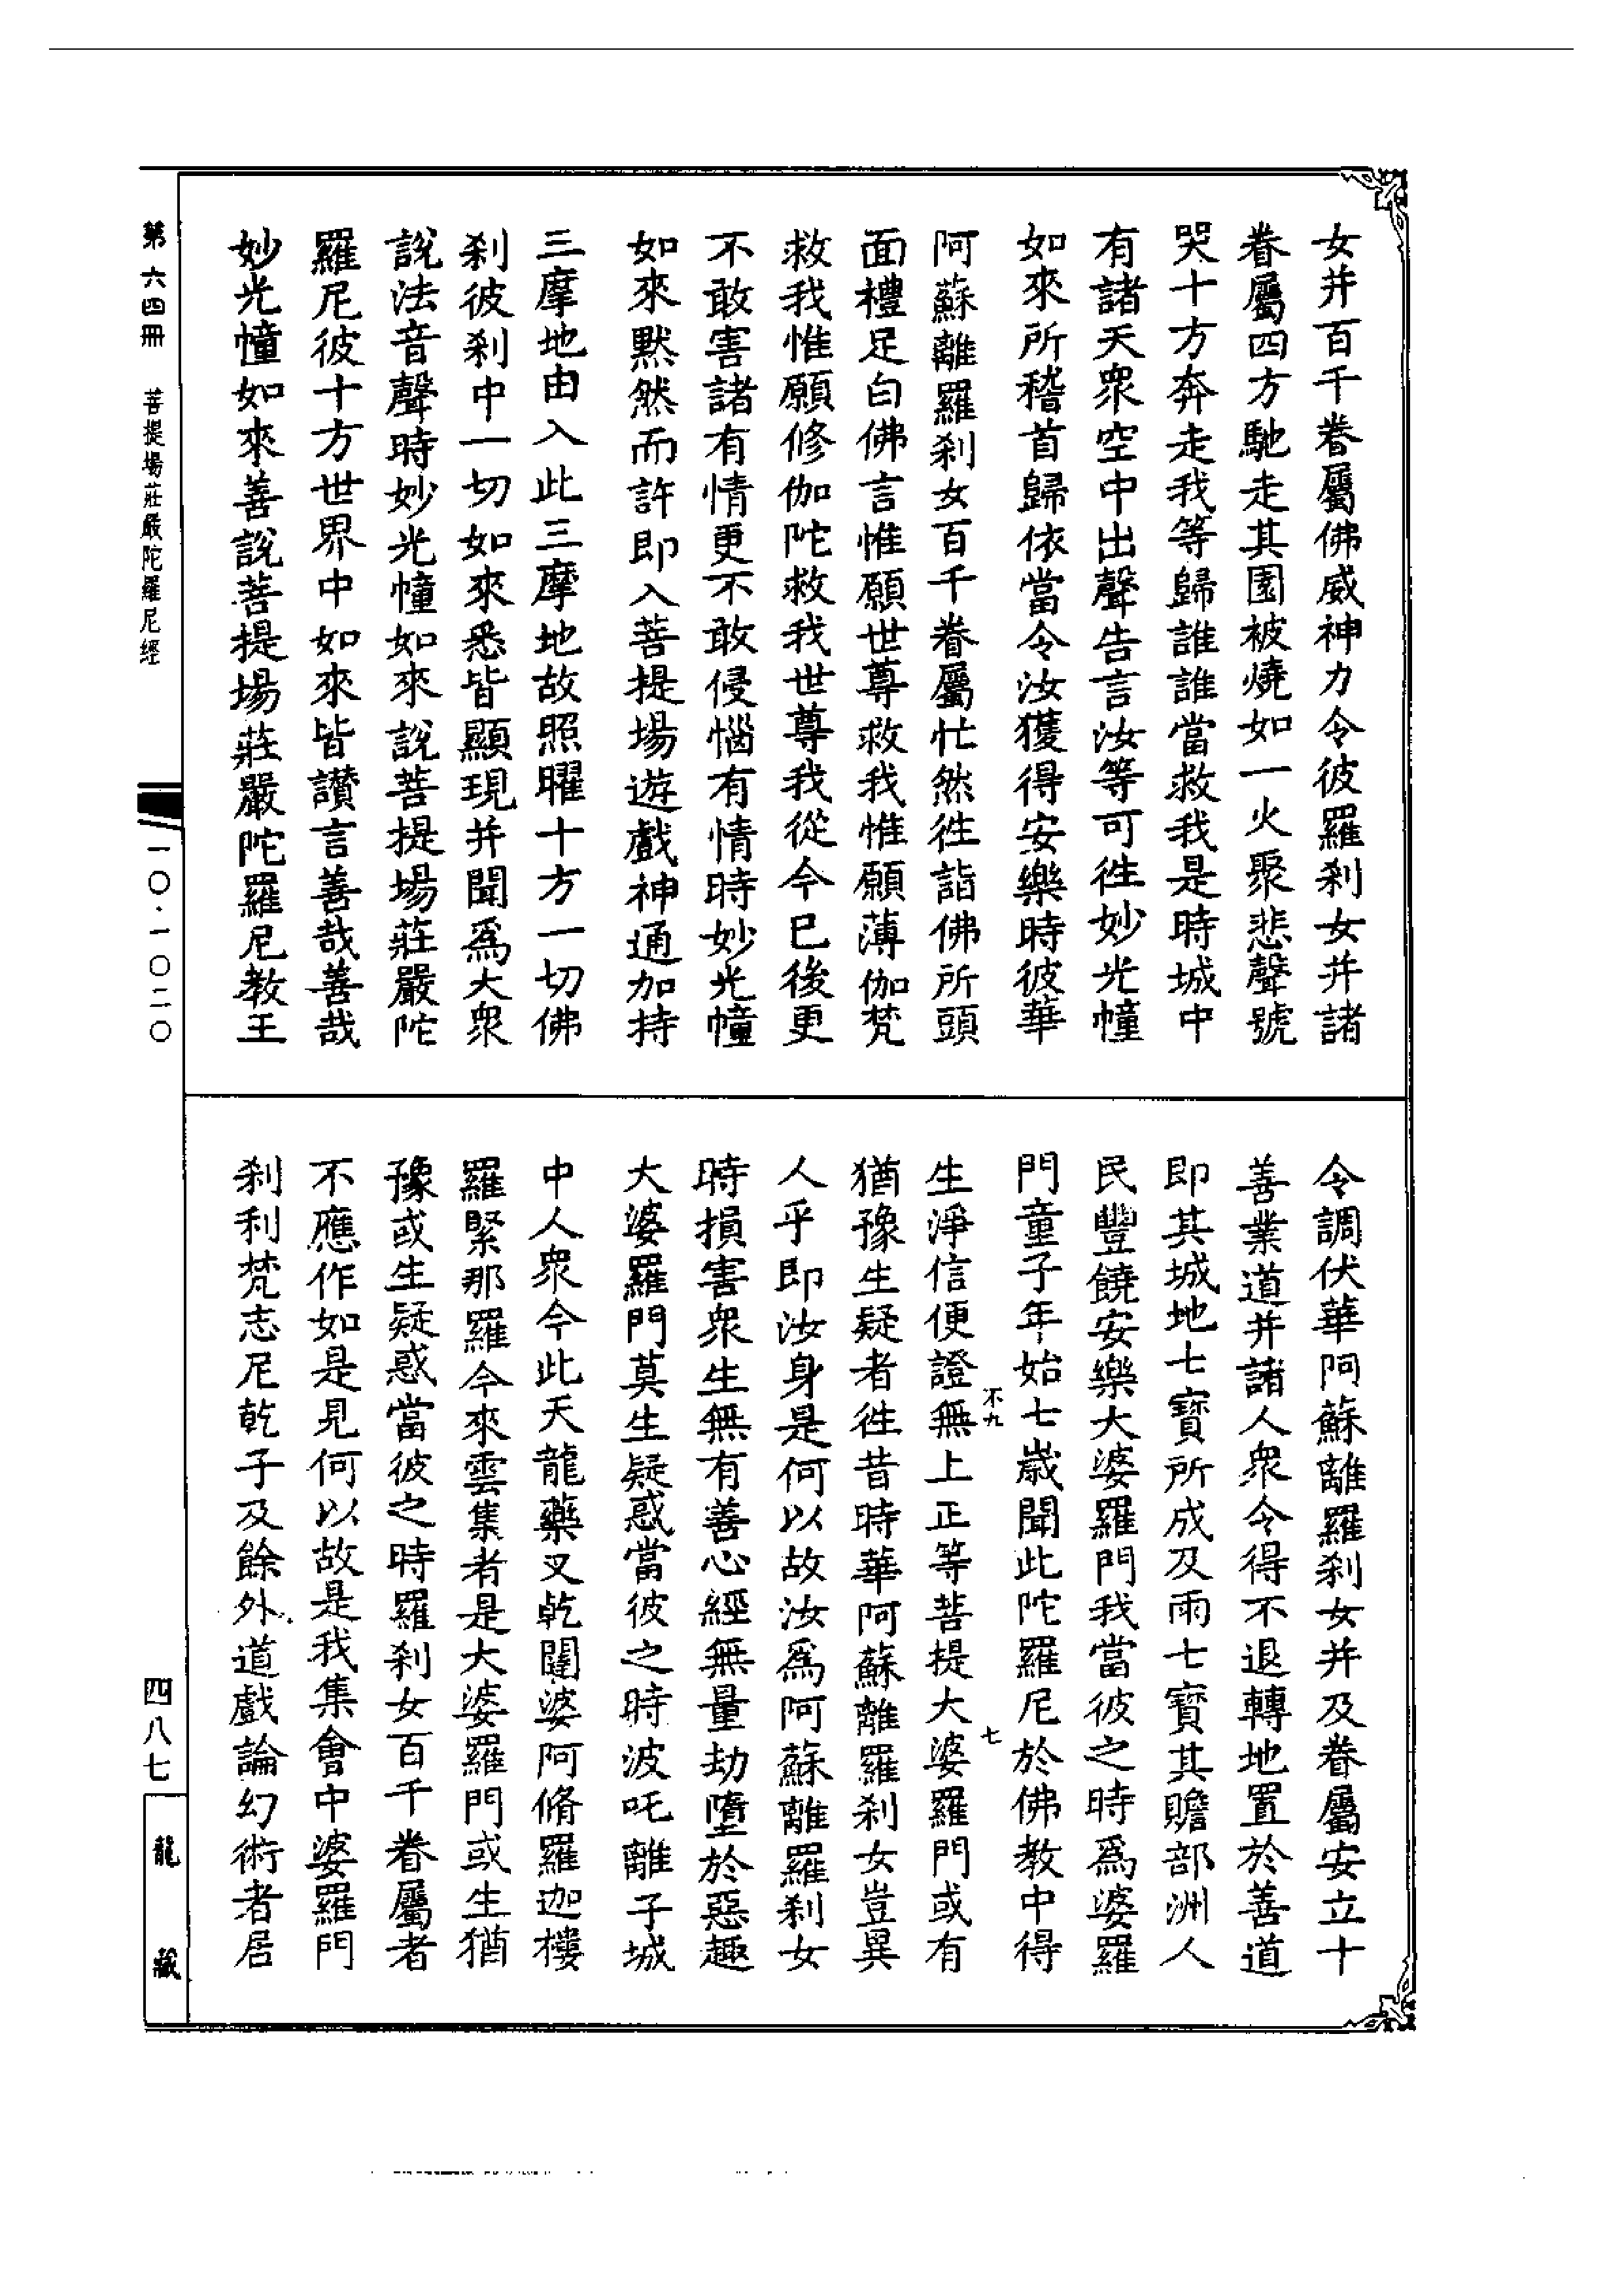 女并百千眷屬佛威神力令彼羅刹女并諸
眷屬四方馳走其園被燒如一火聚悲聲號
哭十方奔走我等歸誰誰當救我是時城中
有諸天衆空中出聲告言汝等可徃妙光幢
如來所稽首歸依當令汝獲得安樂時彼華
阿蘇離羅刹女百千眷屬忙然徃詣佛所頭
面禮足白佛言惟願世尊救我惟願薄伽梵
救我惟願修伽陀救我世尊我從今已後更
不敢害諸有情更不敢侵惱有情時妙光幢
如來默然而許即入菩提場遊戲神通加持
三摩地由入此三摩地故照曜十方一切佛
刹彼刹中一切如來悉皆顯現并聞爲大衆
說法音聲時妙光幢如來說菩提場莊嚴陀
羅尼彼十方世界中如來皆讃言善哉善哉
妙光幢如來善說菩提場莊嚴陀羅尼教王
令調伏華阿蘇離羅刹女并及眷屬安立十
善業道并諸人衆令得不退轉地置於善道
即其城地七寶所成及雨七寶其贍部洲人
民豐饒安樂大婆羅門我當彼之時爲婆羅
門童子年始七歲聞此陀羅尼於佛教中得
不九
七
生淨信便證無上正等菩提大婆羅門或有
猶豫生疑者徃昔時華阿蘇離羅刹女豈異
人乎即汝身是何以故汝爲阿蘇離羅刹女
時損害衆生無有善心經無量劫墮於惡趣
大婆羅門莫生疑惑當彼之時波吒離子城
中人衆今此天龍藥叉乾闥婆阿脩羅迦樓
羅緊那羅今來雲集者是大婆羅門或生猶
豫或生疑惑當彼之時羅刹女百千眷屬者
不應作如是見何以故是我集會中婆羅門
刹利梵志尼乾子及餘外道戲論幻術者居
第六四冊 菩提場莊嚴陀羅尼經
一〇·一〇二〇
四八七
龍藏